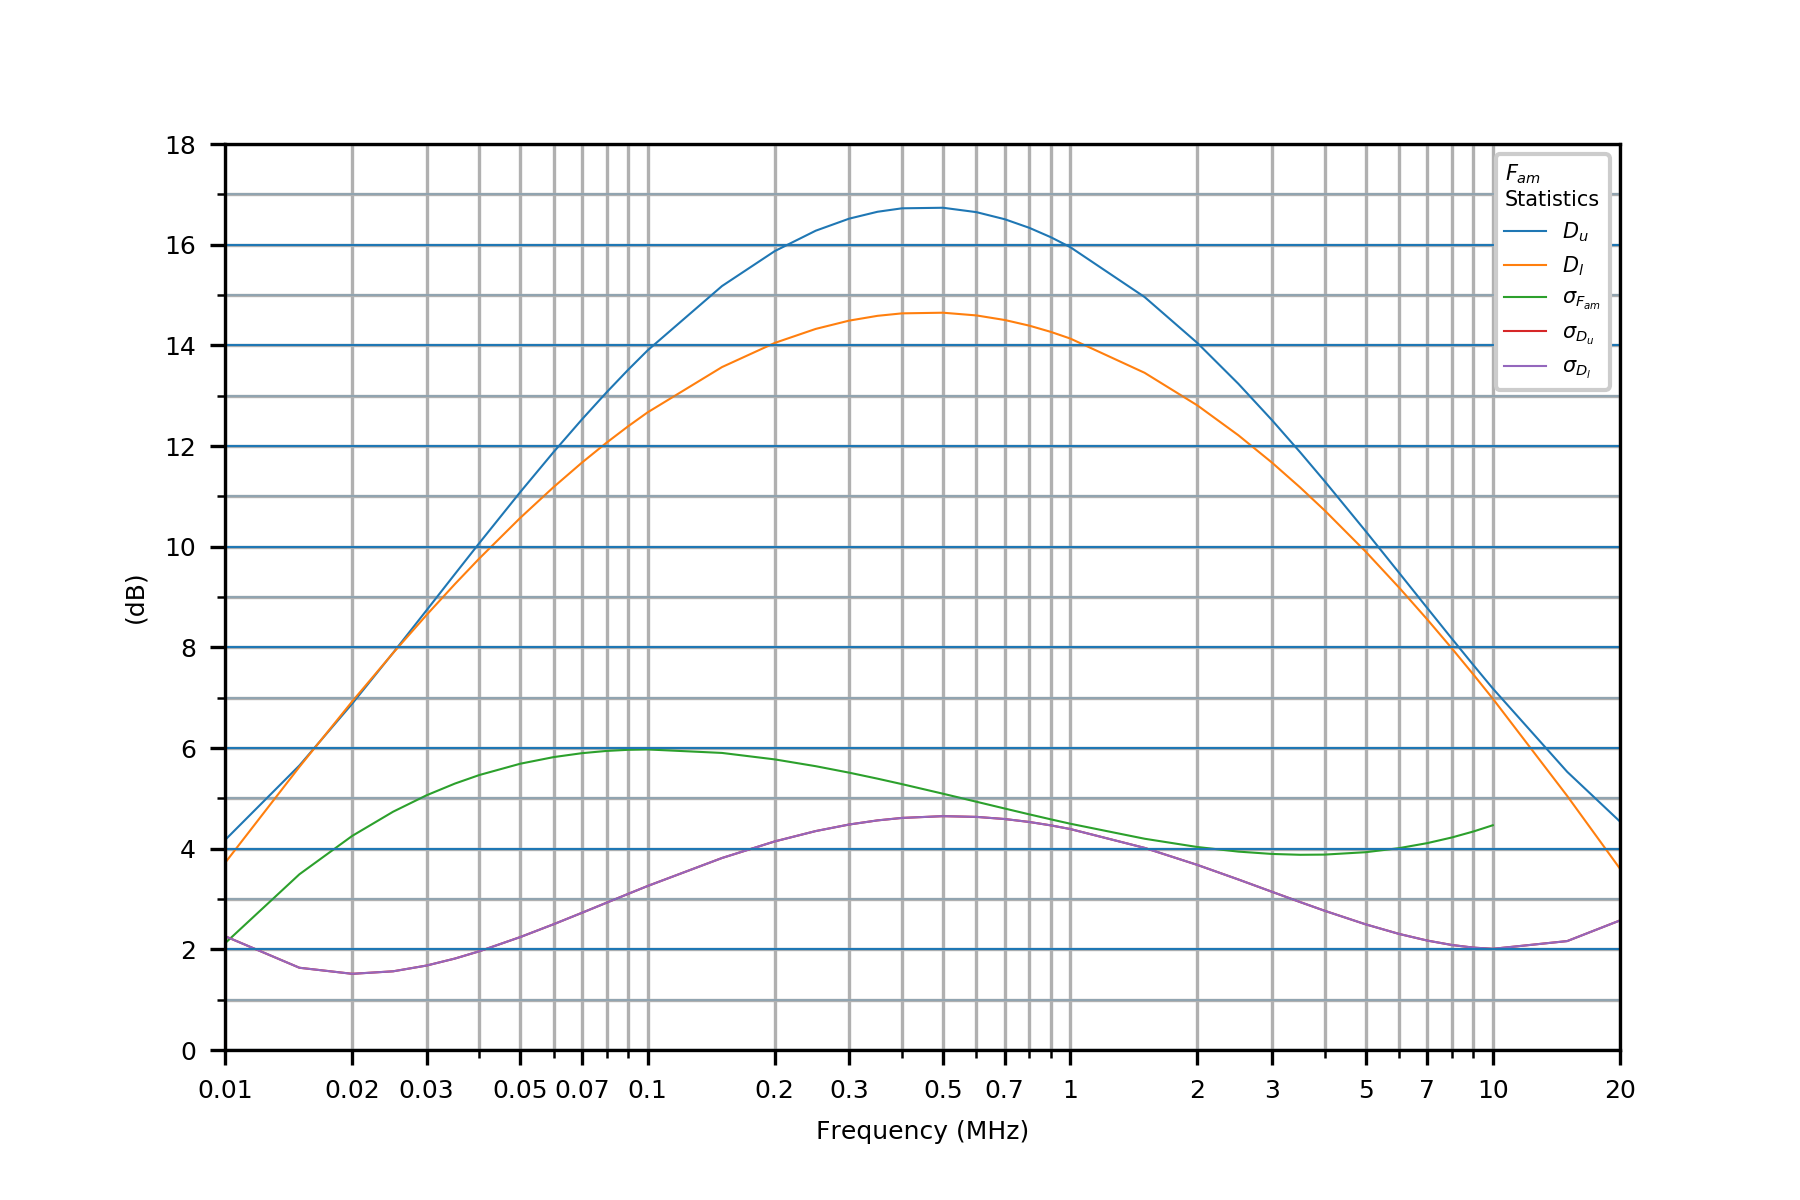 18
16
14
12
10
8
6
4
2
0
(dB)
F_am
Statistics
D_u
D_l
σ_F_am
σ_D_u
σ_D_l
0.01 0.02 0.03 0.05 0.07 0.1 0.2 0.3 0.5 0.7 1 2 3 5 7 10 20
Frequency (MHz)